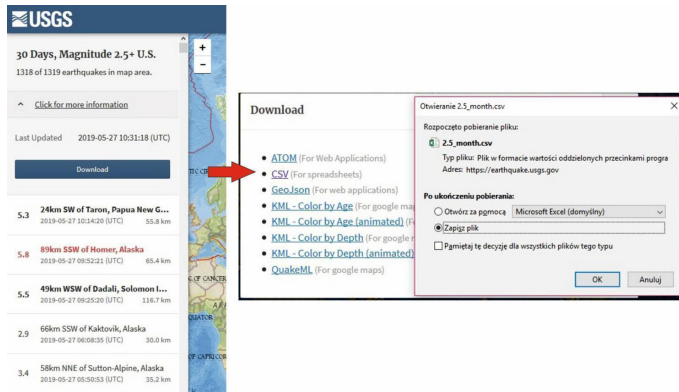 USGS
30 Days, Magnitude 2.5+ U.S.
1318 of 1319 earthquakes in map area.
Click for more information
Last Updated 2019-05-27 10:31:18 (UTC)
Download
5.3 24km SW of Taron, Papua New G...
2019-05-27 10:14:20 (UTC) 55.8 km
5.8 89km SSW of Homer, Alaska
2019-05-27 09:52:21 (UTC) 65.4 km
5.5 49km WSW of Dadali, Solomon I...
2019-05-27 09:25:20 (UTC) 116.7 km
2.9 66km SSW of Kaktovik, Alaska
2019-05-27 06:08:35 (UTC) 30.0 km
3.4 58km NNE of Sutton-Alpine, Alaska
2019-05-27 05:50:53 (UTC) 35.2 km
+
-
TIC CIR
C OF CANCER
QUATOR
OF CAPRICOR
Download
ATOM (For Web Applications)
CSV (For spreadsheets)
GeoJson (For web applications)
KML - Color by Age (For google map
KML - Color by Age (animated) (F
KML - Color by Depth (For google r
KML - Color by Depth (animated)
QuakeML (For google maps)
Otwieranie 2.5_month.csv
Rozpoczęto pobieranie pliku:
2.5_month.csv
Typ pliku: Plik w formacie wartości oddzielonych przecinkami progra
Adres: https://earthquake.usgs.gov
Po ukończeniu pobierania:
Otwórz za pomocą Microsoft Excel (domyślny)
Zapisz plik
Pamiętaj tę decyzję dla wszystkich plików tego typu
OK Anuluj